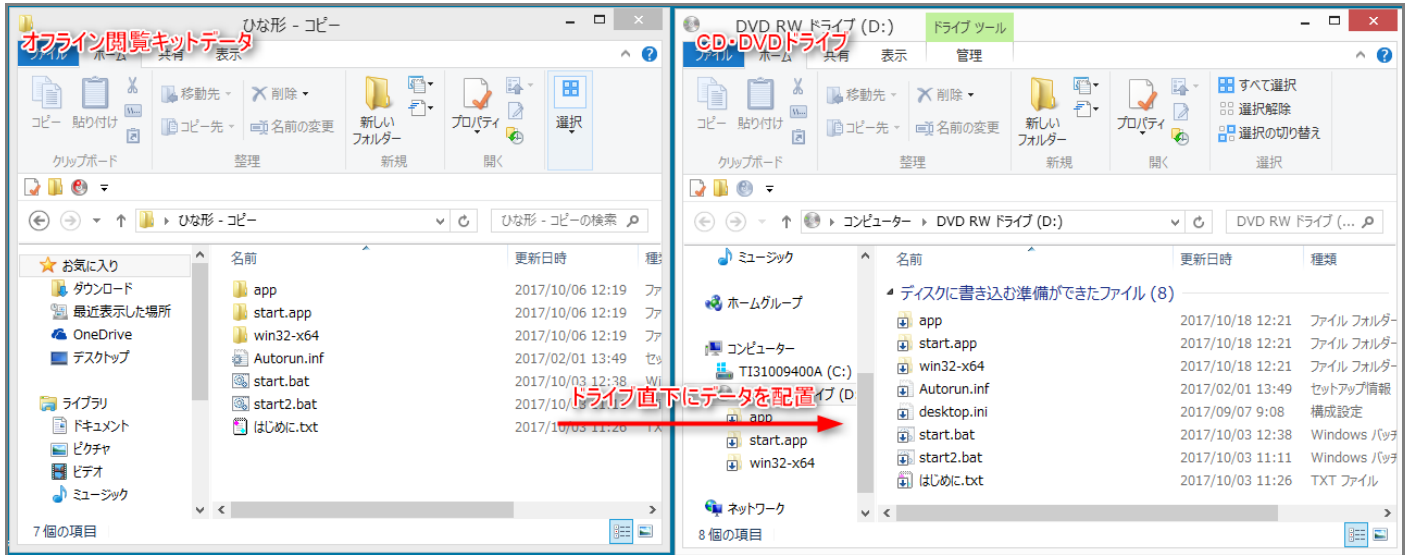 ひな形 - コピー
オフライン閲覧キットデータ
ファイル ホーム 共有 表示
コピー 貼り付け
移動先 削除
コピー先 名前の変更
新しい
フォルダー
プロパティ
選択
クリップボード 整理 新規 開く
ひな形 - コピー
ひな形 - コピーの検索
お気に入り
ダウンロード
最近表示した場所
OneDrive
デスクトップ
ライブラリ
ドキュメント
ピクチャ
ビデオ
ミュージック
名前 更新日時
app 2017/10/06 12:19
start.app 2017/10/06 12:19
win32-x64 2017/10/06 12:19
Autorun.inf 2017/02/01 13:49
start.bat 2017/10/03 12:38
start2.bat
はじめに.txt 2017/10/03 11:26
7 個の項目
ドライブ直下にデータを配置
DVD RW ドライブ (D:)
ドライブ ツール
CD・DVDドライブ
ファイル ホーム 共有 表示 管理
コピー 貼り付け
移動先 削除
コピー先 名前の変更
新しい
フォルダー
プロパティ
すべて選択
選択解除
選択の切り替え
クリップボード 整理 新規 開く 選択
コンピューター DVD RW ドライブ (D:)
DVD RW ドライブ (...
ミュージック
ホームグループ
コンピューター
TI31009400A (C:)
app
start.app
win32-x64
ネットワーク
名前 更新日時 種類
ディスクに書き込む準備ができたファイル (8)
app 2017/10/18 12:21 ファイル フォルダー
start.app 2017/10/18 12:21 ファイル フォルダー
win32-x64 2017/10/18 12:21 ファイル フォルダー
Autorun.inf 2017/02/01 13:49 セットアップ情報
desktop.ini 2017/09/07 9:08 構成設定
start.bat 2017/10/03 12:38 Windows バッチ
start2.bat 2017/10/03 11:11 Windows バッチ
はじめに.txt 2017/10/03 11:26 TXT ファイル
8 個の項目